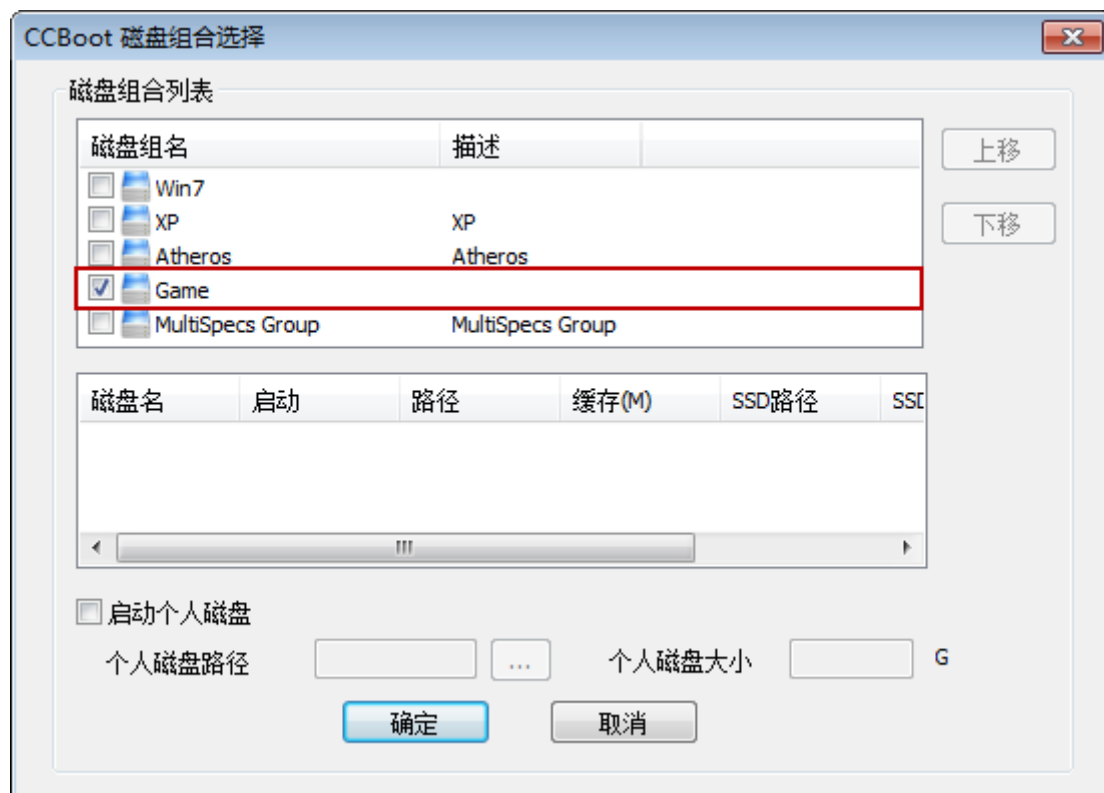 CCBoot 磁盘组合选择
磁盘组合列表
磁盘组名 描述
Win7
XP XP
Atheros Atheros
Game
MultiSpecs Group MultiSpecs Group
上移
下移
磁盘名 启动 路径 缓存(M) SSD路径 SSD
启动个人磁盘
个人磁盘路径 ... 个人磁盘大小 G
确定 取消